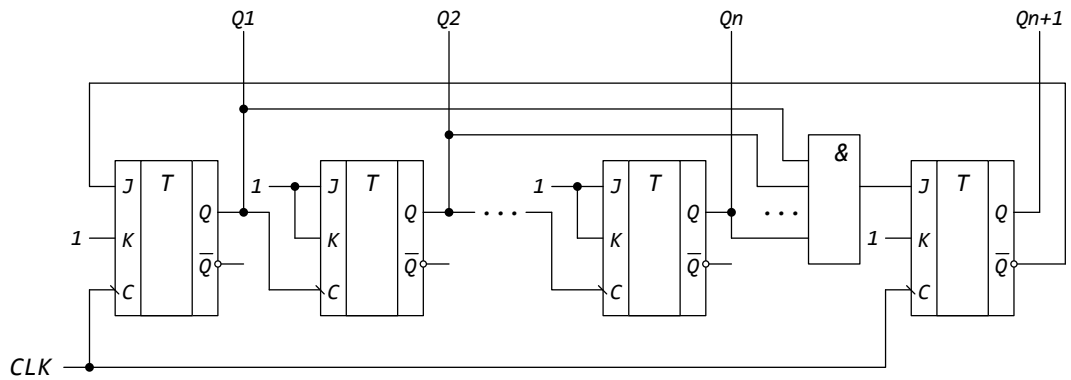 Q1 Q2 Qn Qn+1
&
J T 1 J T 1 J T J T
Q Q ... Q ... Q
1 K K K 1 K
Q Q Q Q
C C C C
CLK